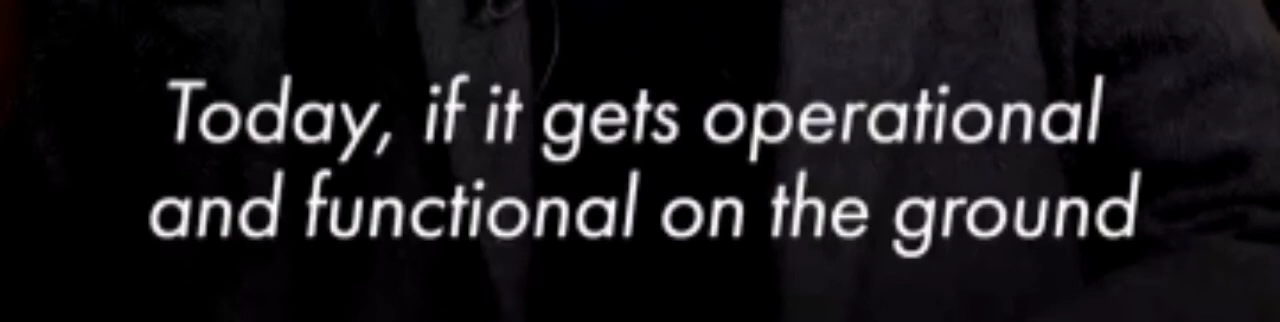 Today, if it gets operational
and functional on the ground